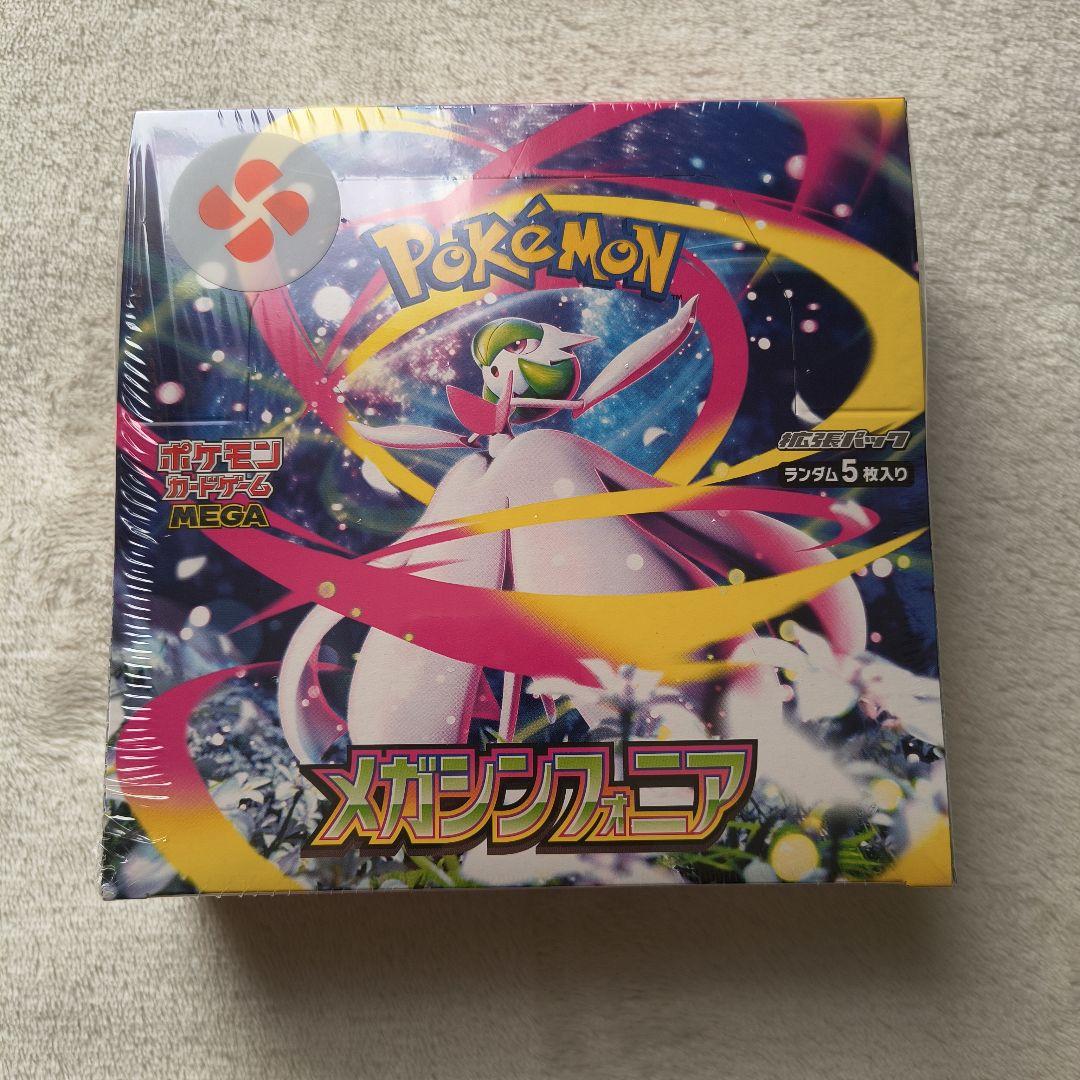 POKéMON
TM
ポケモン
カードゲーム
MEGA
拡張パック
ランダム5枚入り
メガシンフォニア